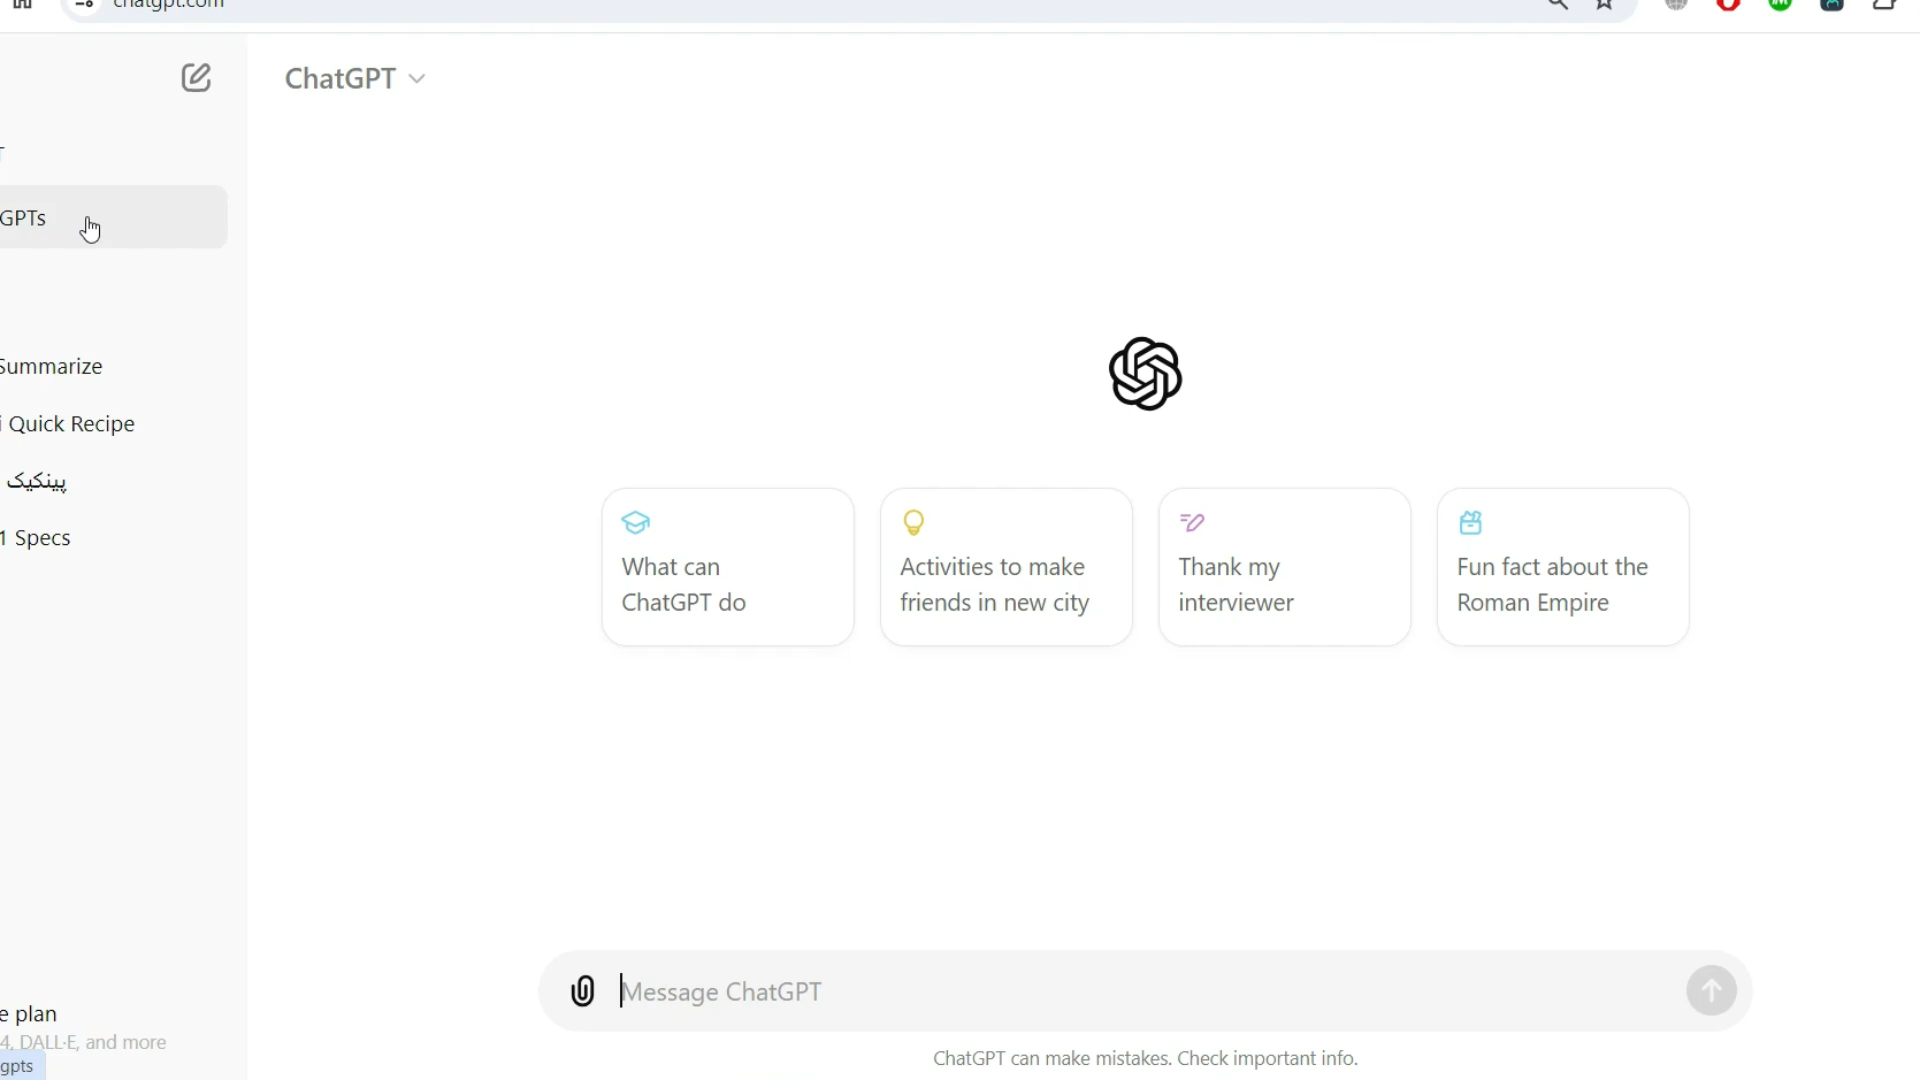 chatgpt.com
ChatGPT
GPTs
Summarize
Quick Recipe
پینکیک
1 Specs
e plan
4, DALL·E, and more
gpts
What can
ChatGPT do
Activities to make
friends in new city
Thank my
interviewer
Fun fact about the
Roman Empire
Message ChatGPT
ChatGPT can make mistakes. Check important info.